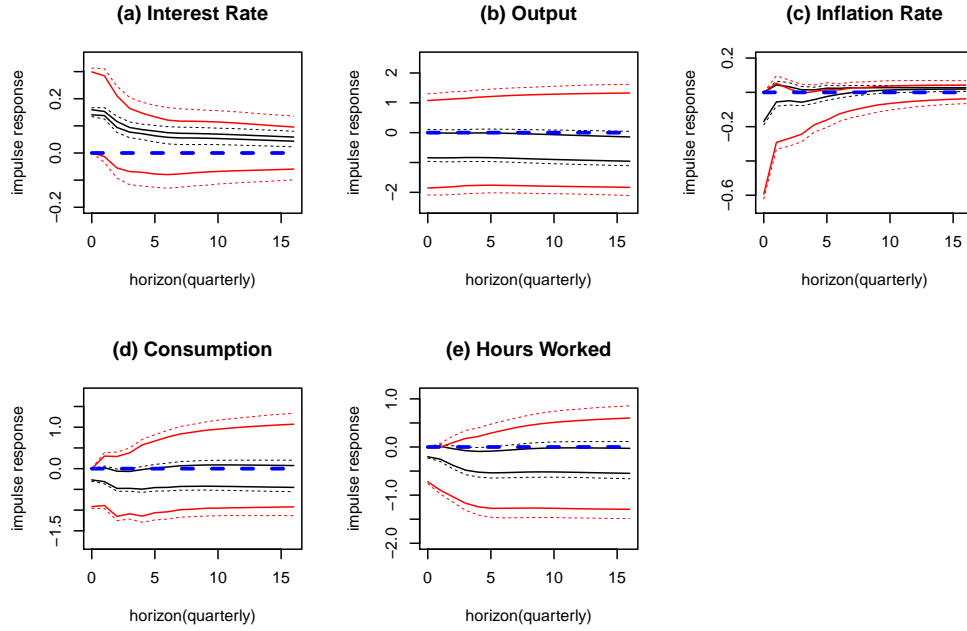 (a) Interest Rate
impulse response
0.2
0.0
−0.2
0 5 10 15
horizon(quarterly)
(b) Output
impulse response
2
1
0
−1
−2
0 5 10 15
horizon(quarterly)
(c) Inflation Rate
impulse response
0.2
−0.2
−0.6
0 5 10 15
horizon(quarterly)
(d) Consumption
impulse response
1.0
0.0
−1.5
0 5 10 15
horizon(quarterly)
(e) Hours Worked
impulse response
1.0
0.0
−1.0
−2.0
0 5 10 15
horizon(quarterly)